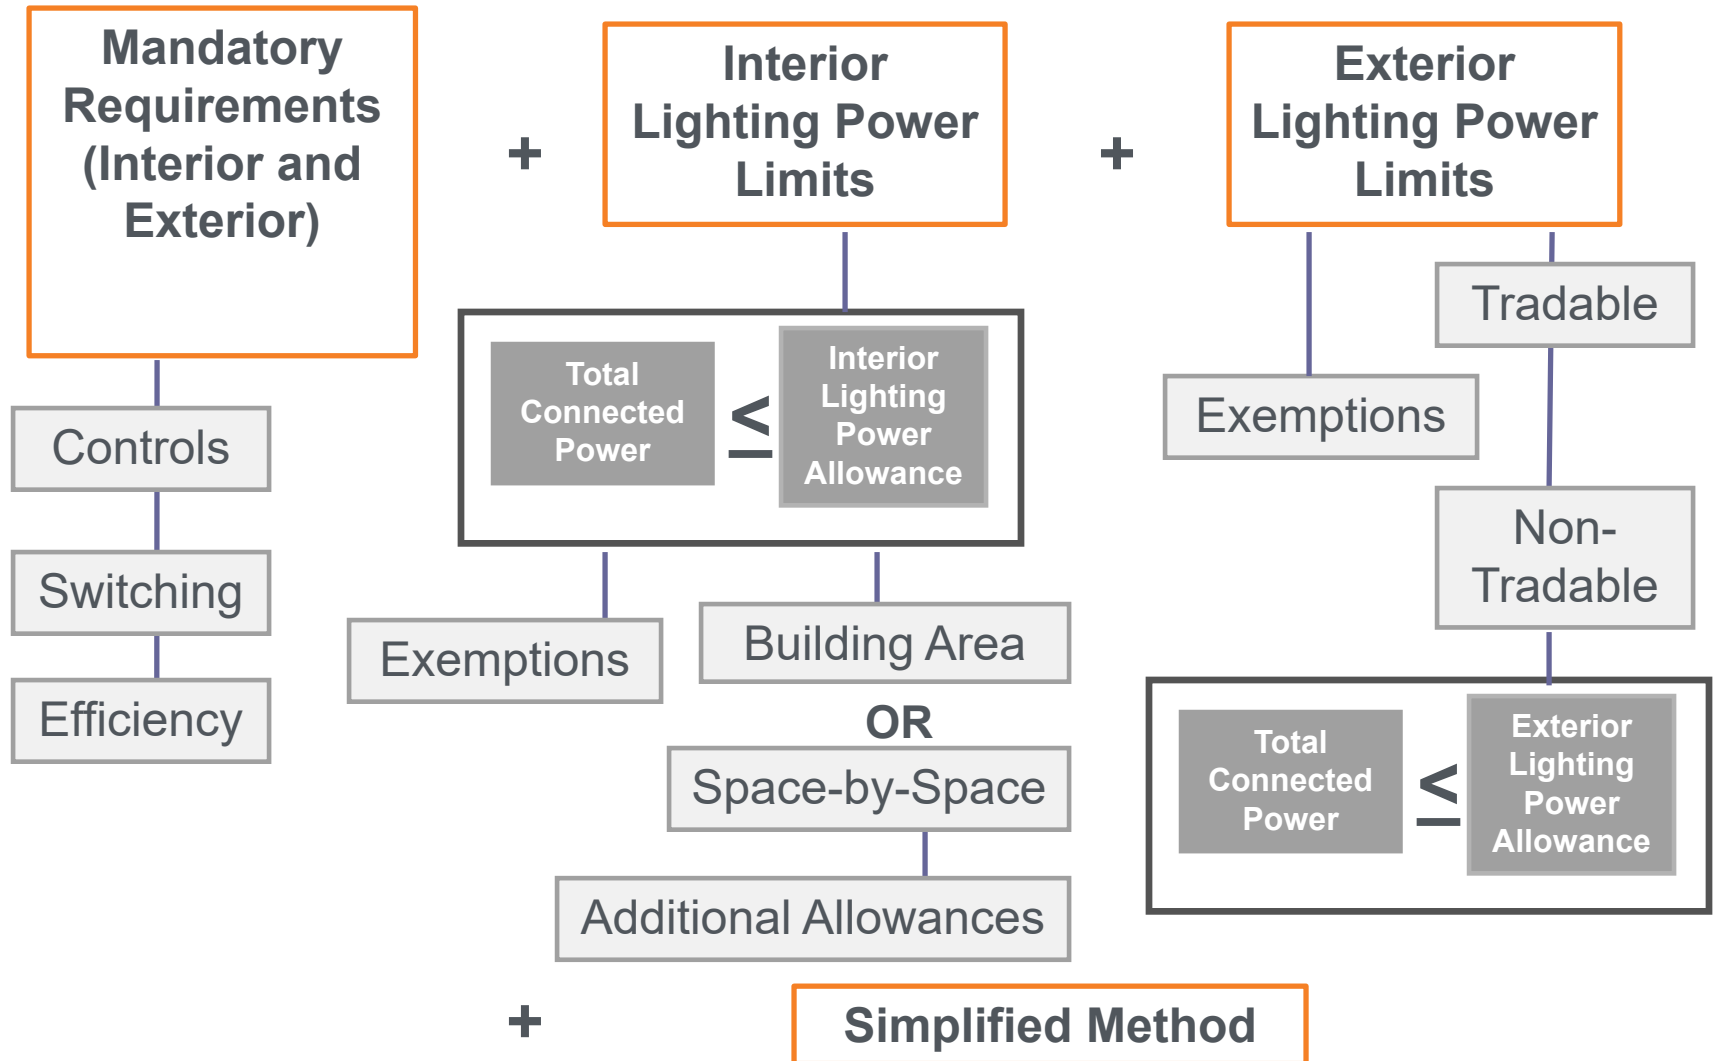 Mandatory
Requirements
(Interior and
Exterior)
+
Interior
Lighting Power
Limits
+
Exterior
Lighting Power
Limits
Controls
Switching
Efficiency
Total
Connected
Power
≤
Interior
Lighting
Power
Allowance
Exemptions
Building Area
OR
Space-by-Space
Additional Allowances
Tradable
Exemptions
Non-
Tradable
Total
Connected
Power
≤
Exterior
Lighting
Power
Allowance
+
Simplified Method